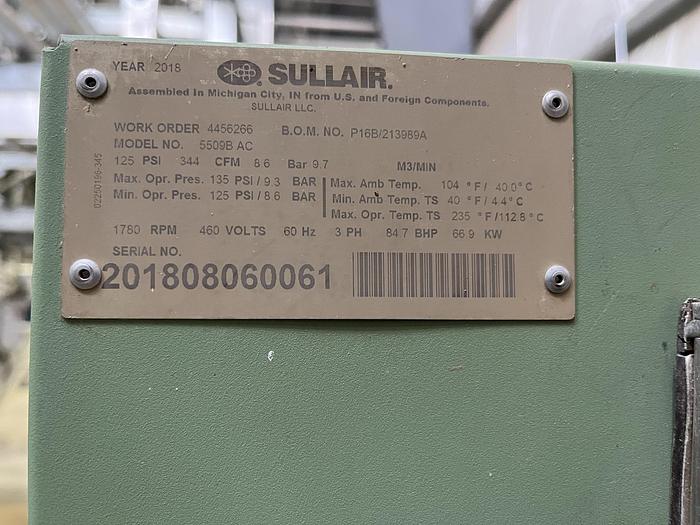 YEAR 2018 SULLAIR.
Assembled In Michigan City, IN from U.S. and Foreign Components.
SULLAIR LLC.
WORK ORDER 4456266 B.O.M. NO. P16B/213989A
MODEL NO. 5509B AC
125 PSI 344 CFM 8.6 Bar 9.7 M3/MIN
Max. Opr. Pres. 135 PSI / 9.3 BAR Max. Amb Temp. 104 °F / 40.0°C
Min. Opr. Pres. 125 PSI / 8.6 BAR Min. Amb Temp. TS 40 °F / 4.4°C
Max. Opr. Temp. TS 235 °F /112.8°C
1780 RPM 460 VOLTS 60 Hz 3 PH 84.7 BHP 66.9 KW
SERIAL NO.
201808060061
02250196-345